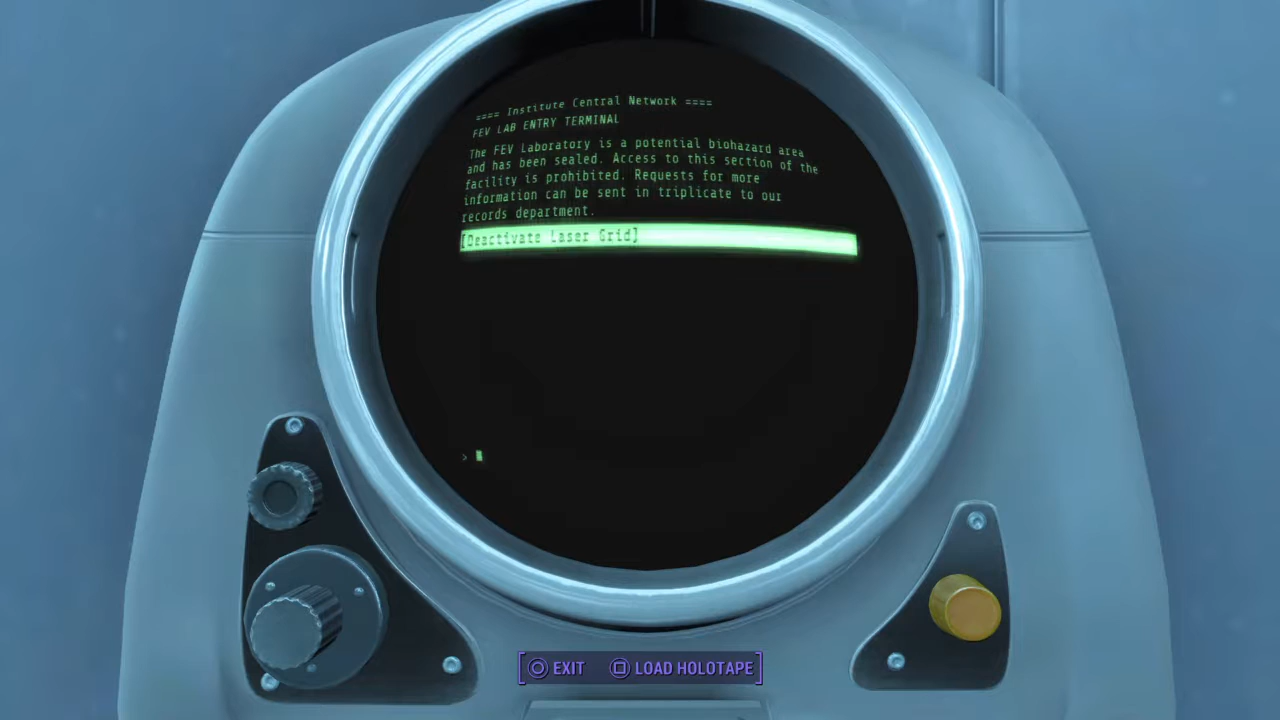 ==== Institute Central Network ====
FEV LAB ENTRY TERMINAL
The FEV Laboratory is a potential biohazard area
and has been sealed. Access to this section of the
facility is prohibited. Requests for more
information can be sent in triplicate to our
records department.
[Deactivate Laser Grid]
>
EXIT LOAD HOLOTAPE